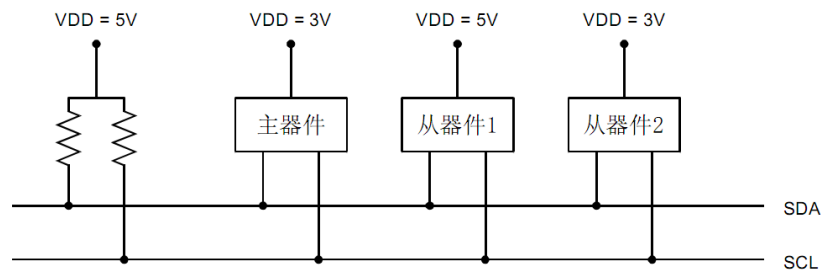 VDD = 5V
VDD = 3V
VDD = 5V
VDD = 3V
主器件
从器件1
从器件2
SDA
SCL